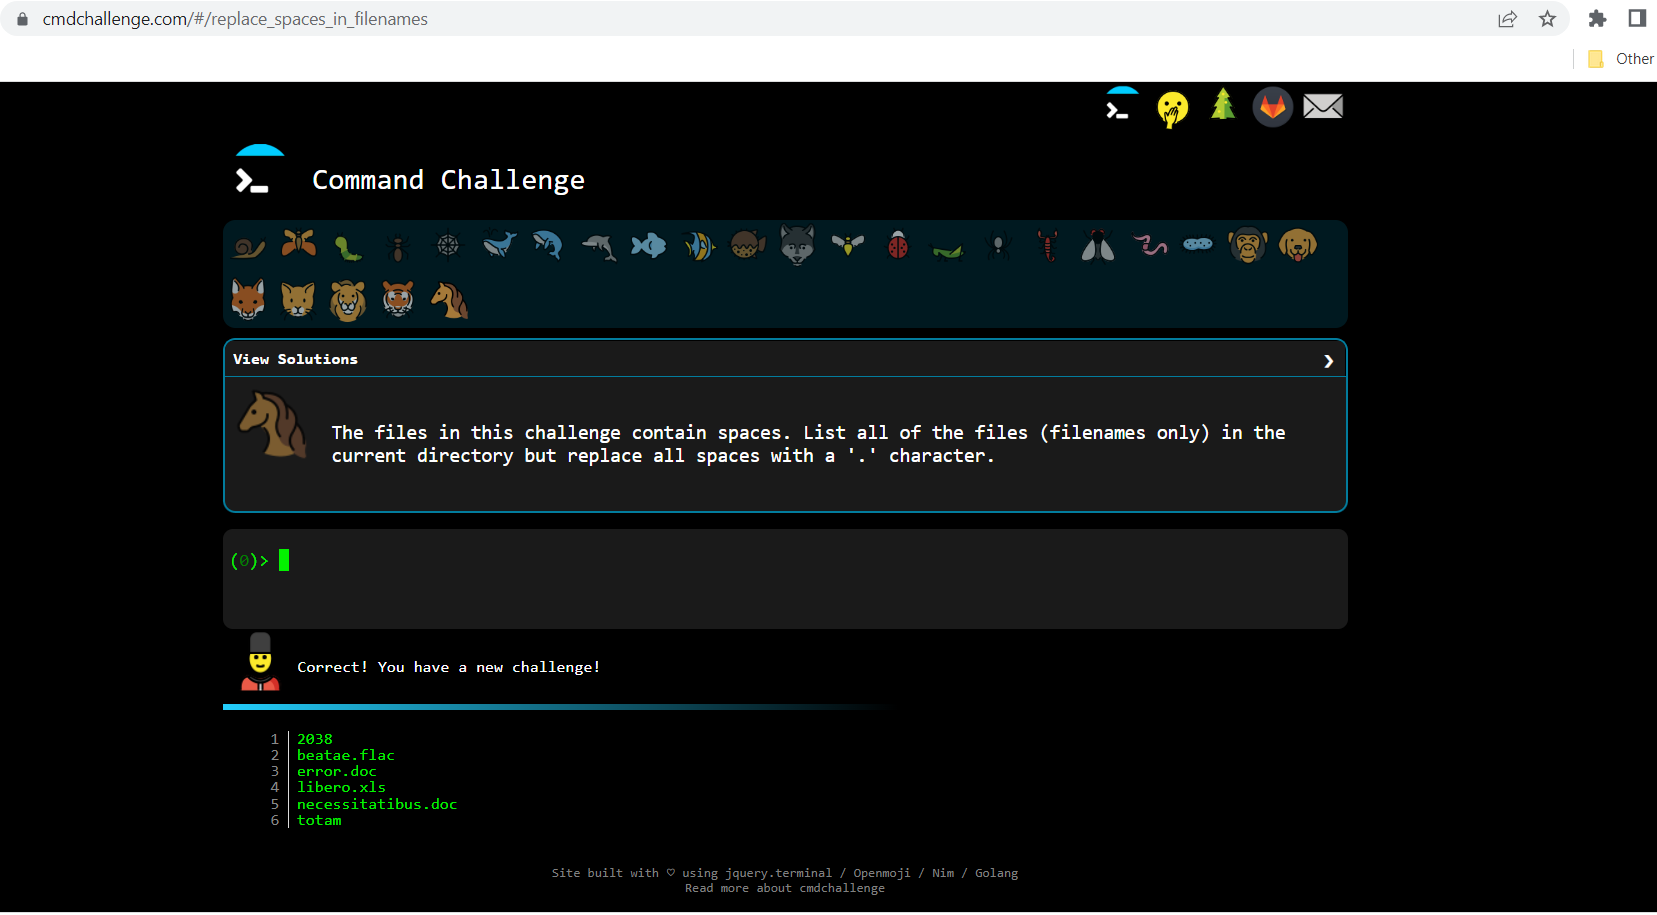 cmdchallenge.com/#/replace_spaces_in_filenames
Other
Command Challenge
View Solutions
The files in this challenge contain spaces. List all of the files (filenames only) in the
current directory but replace all spaces with a '.' character.
(0)>
Correct! You have a new challenge!
1 2038
2 beatae.flac
3 error.doc
4 libero.xls
5 necessitatibus.doc
6 totam
Site built with ♡ using jquery.terminal / Openmoji / Nim / Golang
Read more about cmdchallenge